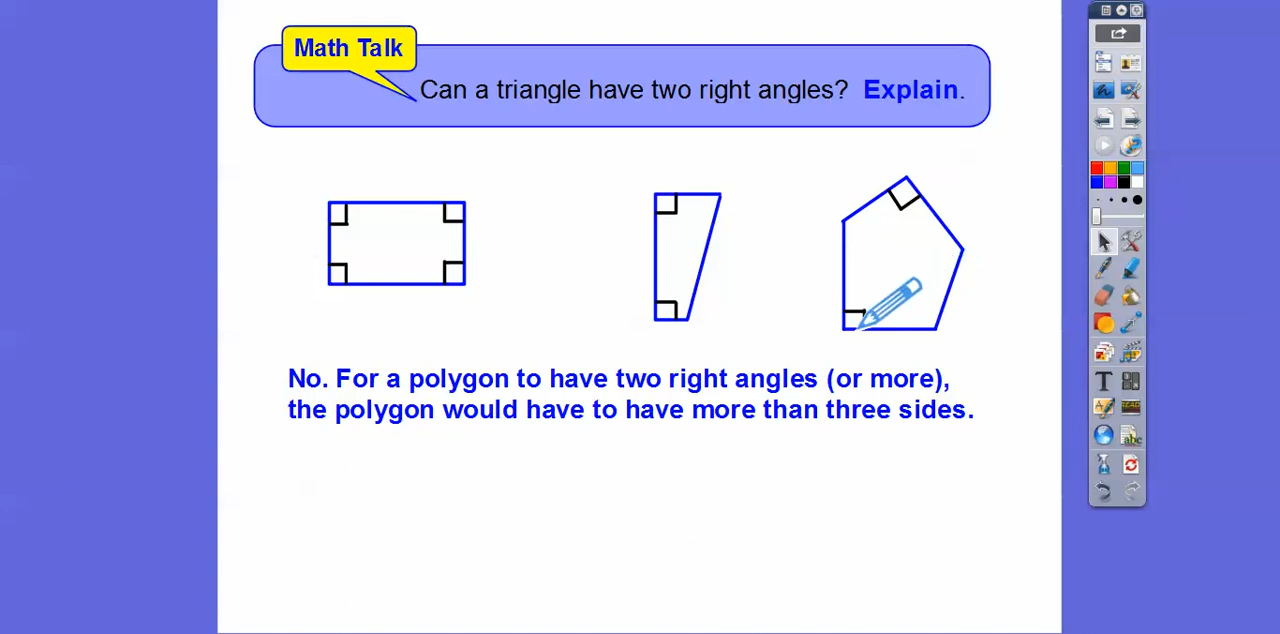 Math Talk
Can a triangle have two right angles? Explain.
No. For a polygon to have two right angles (or more),
the polygon would have to have more than three sides.